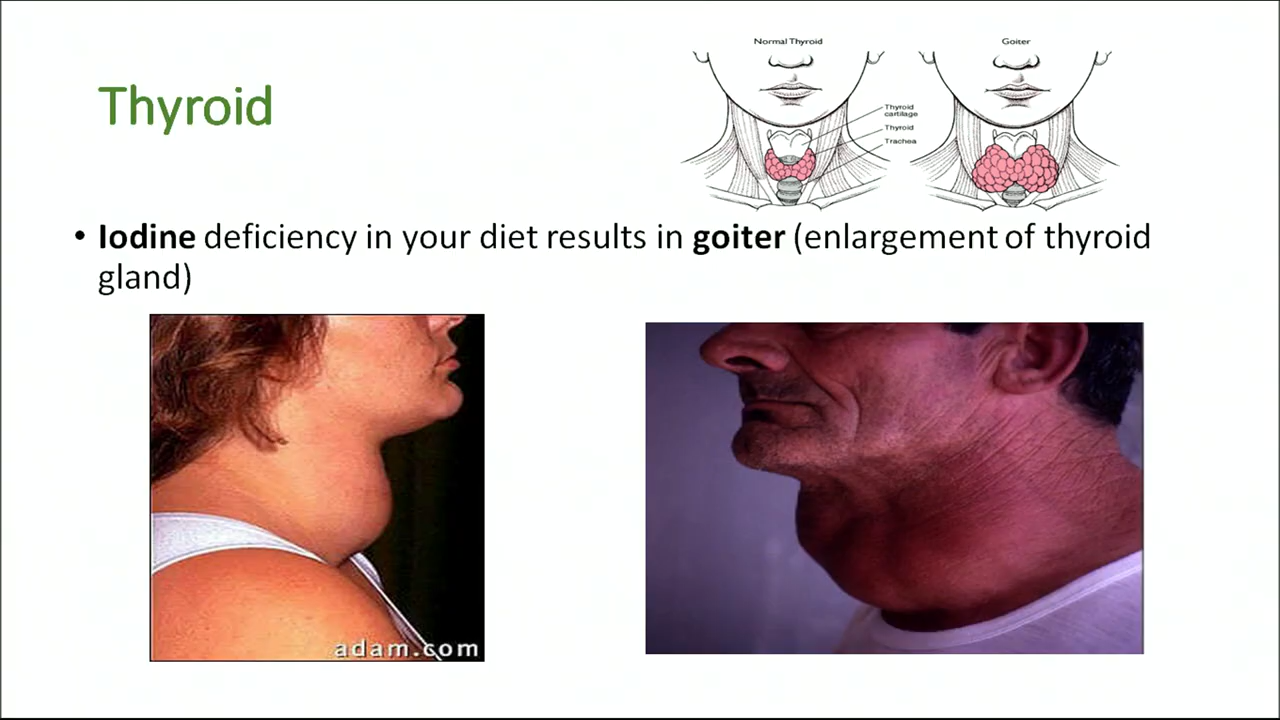 Thyroid
Normal Thyroid
Goiter
Thyroid
cartilage
Thyroid
Trachea
• Iodine deficiency in your diet results in goiter (enlargement of thyroid
gland)
adam.com